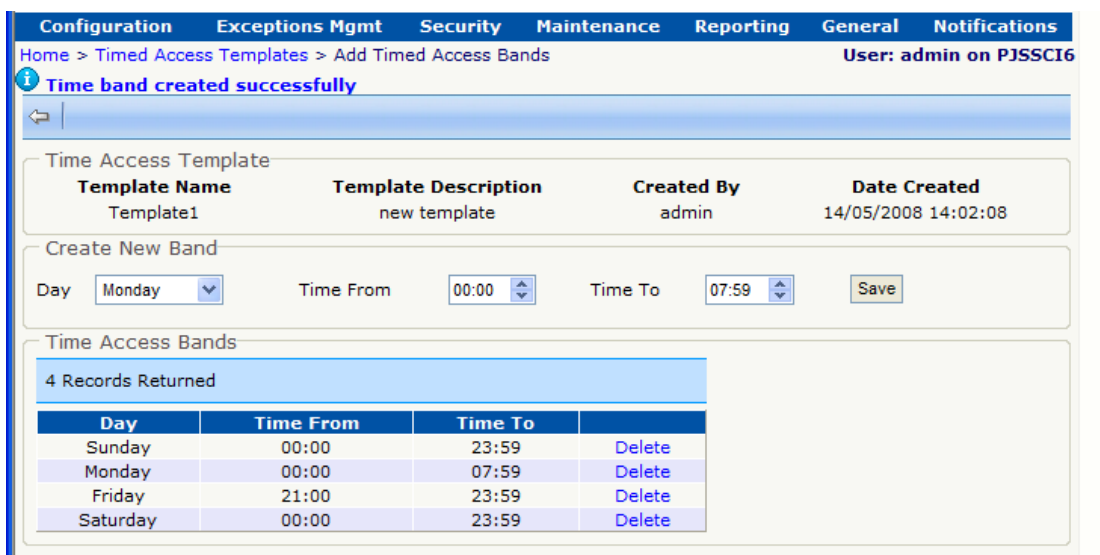 Configuration Exceptions Mgmt Security Maintenance Reporting General Notifications
Home > Timed Access Templates > Add Timed Access Bands User: admin on PJSSCI6
Time band created successfully
Time Access Template
Template Name Template Description Created By Date Created
Template1 new template admin 14/05/2008 14:02:08
Create New Band
Day Monday Time From 00:00 Time To 07:59 Save
Time Access Bands
4 Records Returned
Day Time From Time To
Sunday 00:00 23:59 Delete
Monday 00:00 07:59 Delete
Friday 21:00 23:59 Delete
Saturday 00:00 23:59 Delete